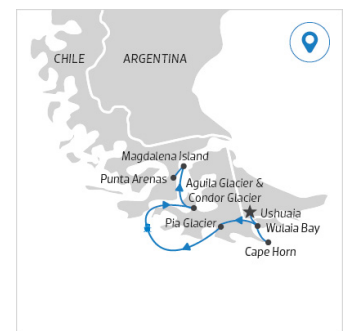 CHILE
ARGENTINA
Magdalena Island
Punta Arenas
Aguila Glacier &
Condor Glacier
Ushuaia
Pia Glacier
Wulaia Bay
Cape Horn